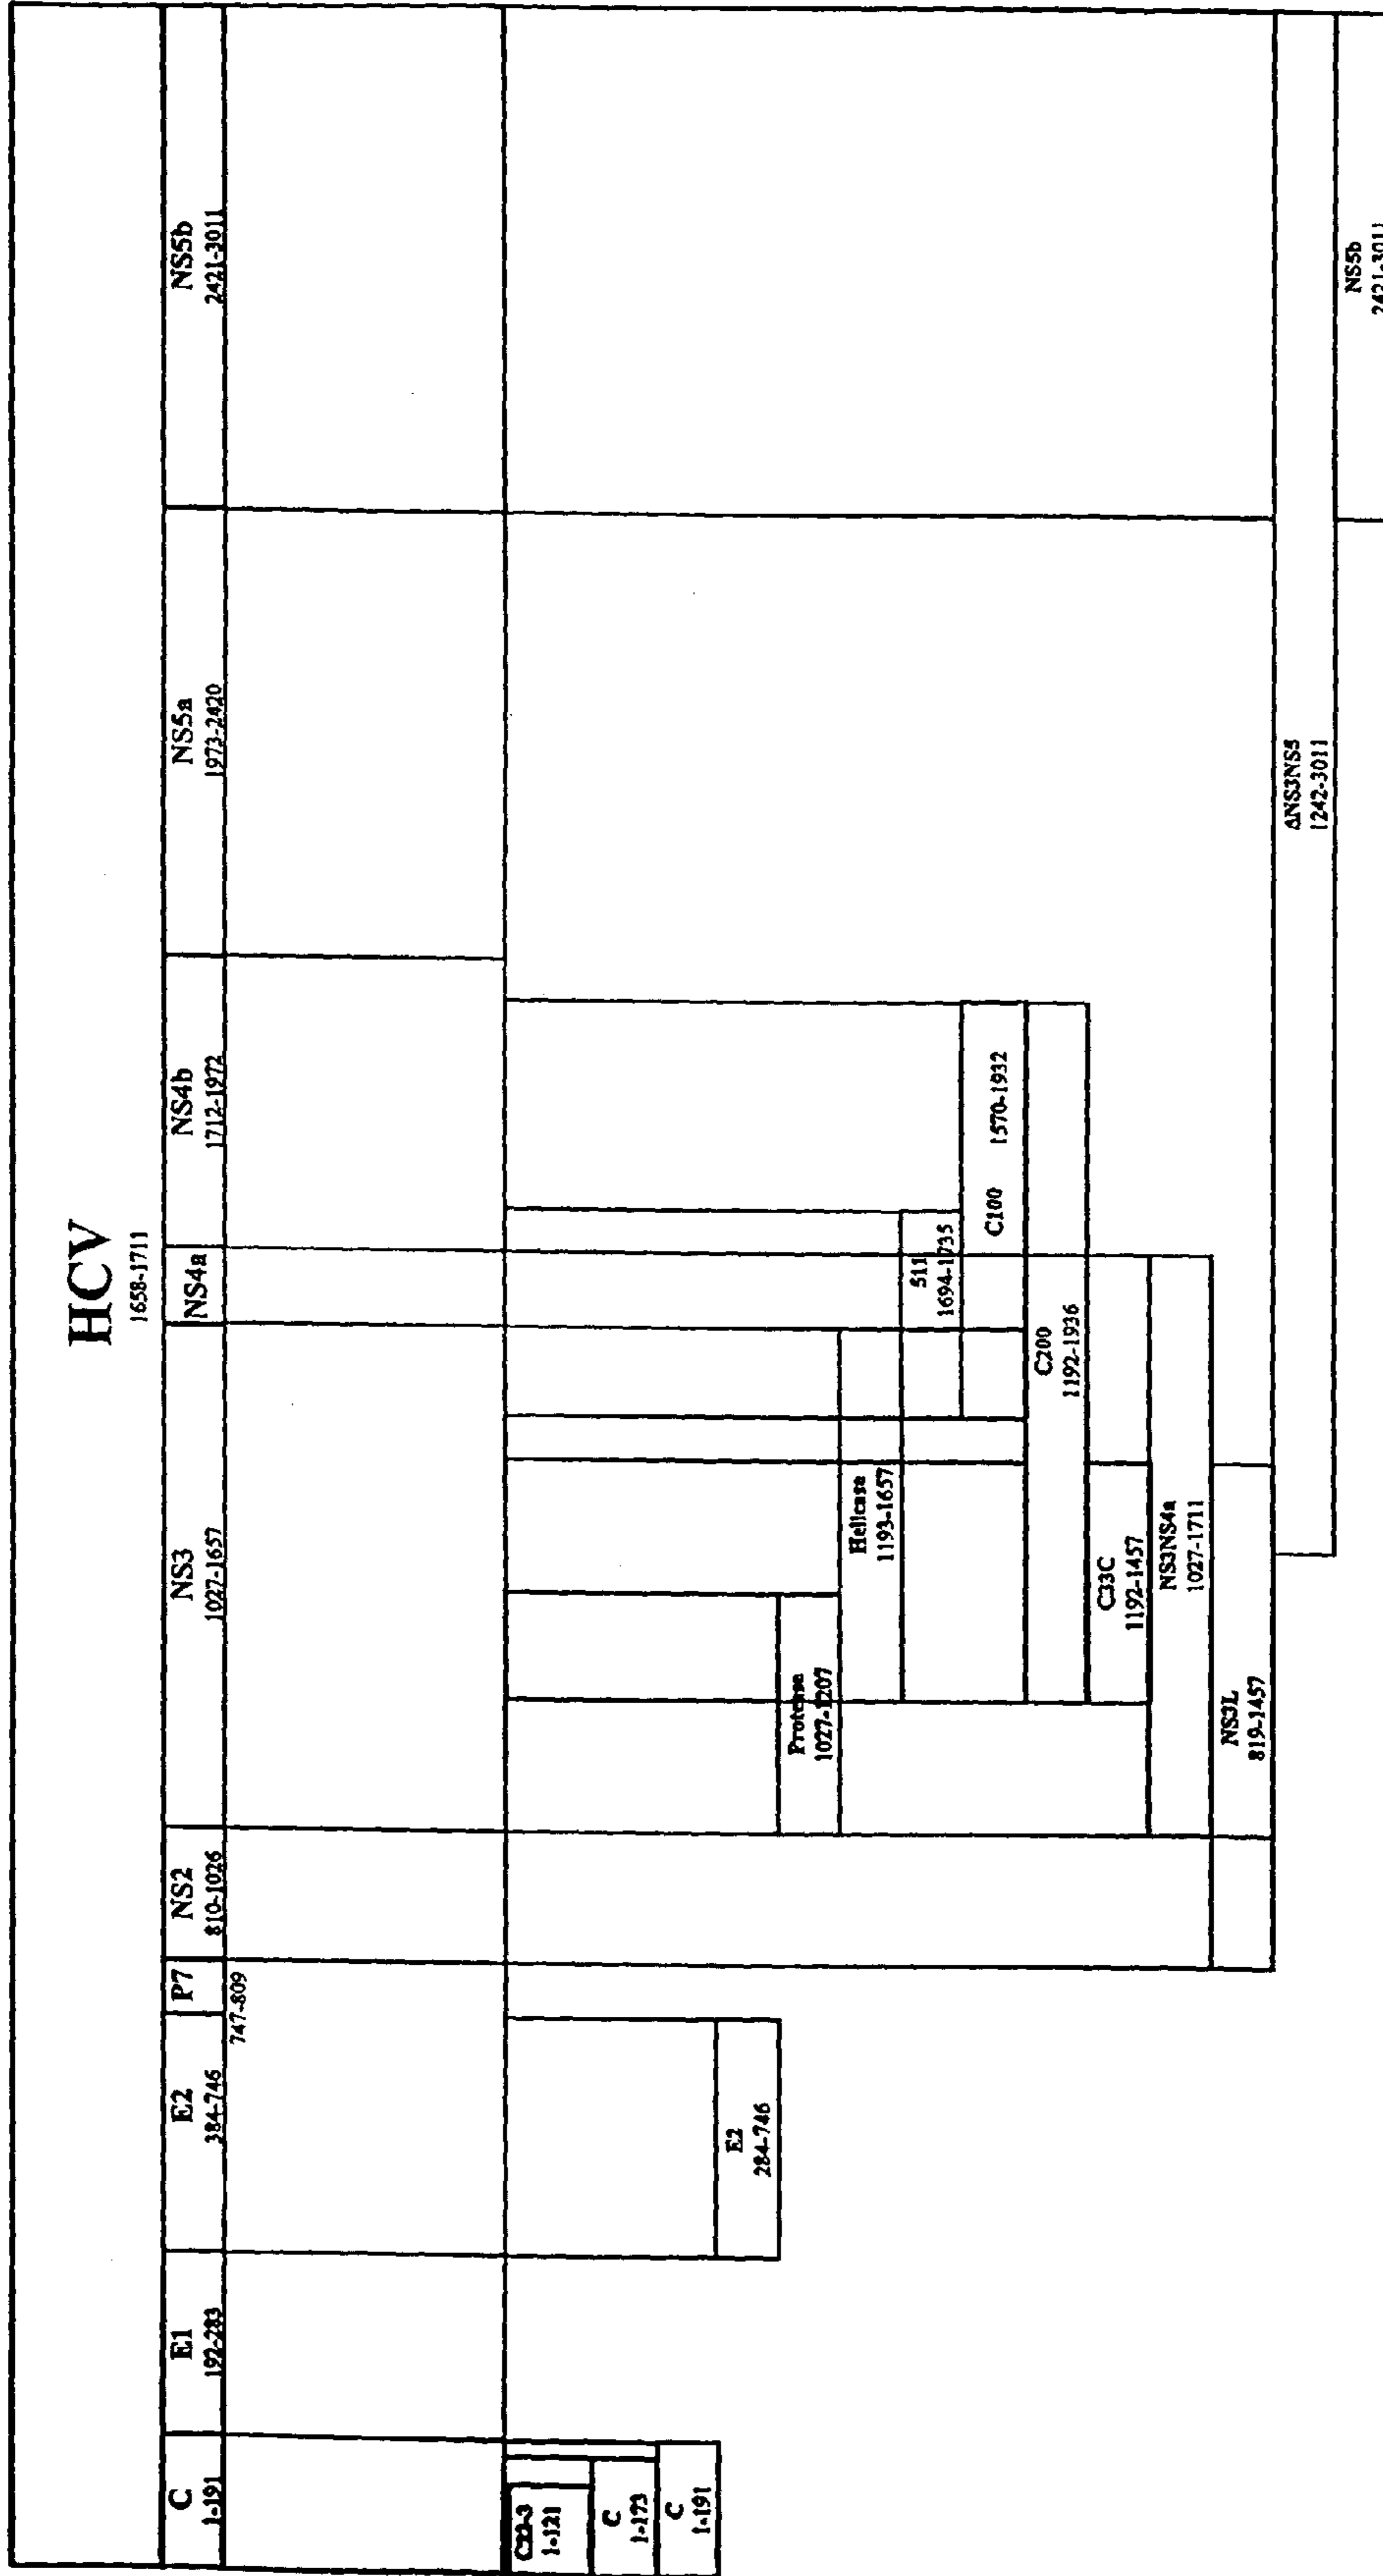 HCV
1658-1711
C
1-191
E1
192-283
E2
384-746
P7
747-809
NS2
810-1026
NS3
1027-1657
NS4a
NS4b
1712-1972
NS5a
1973-2420
NS5b
2421-3011
C22-3
1-121
C
1-173
C
1-191
E2
284-746
Protease
1027-1207
Helicase
1193-1657
511
1694-1735
C100 1570-1932
C200
1192-1936
C33C
1192-1457
NS3NS4a
1027-1711
NS3L
819-1457
ΔNS3NS5
1242-3011
NS5b
2421-3011